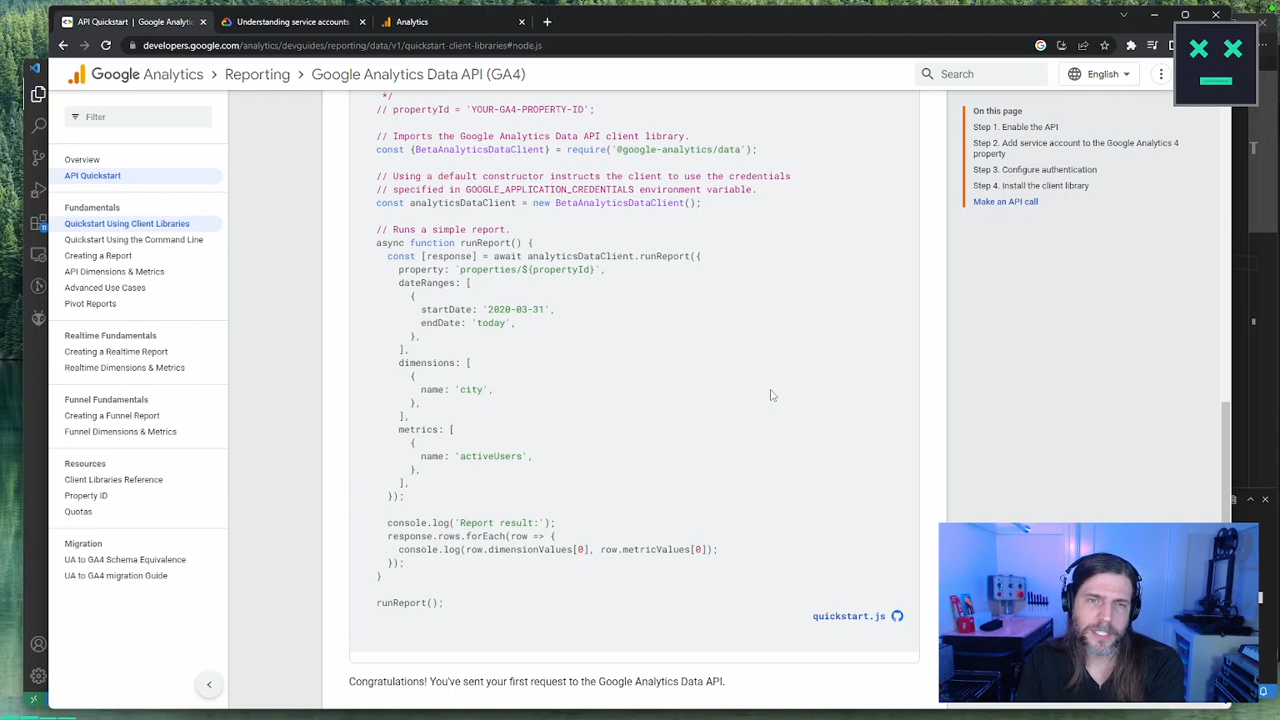 API Quickstart | Google Analytic
Understanding service accounts
Analytics
developers.google.com/analytics/devguides/reporting/data/v1/quickstart-client-libraries#node.js
Google Analytics > Reporting > Google Analytics Data API (GA4)
Search
English
Filter
Overview
API Quickstart
Fundamentals
Quickstart Using Client Libraries
Quickstart Using the Command Line
Creating a Report
API Dimensions & Metrics
Advanced Use Cases
Pivot Reports
Realtime Fundamentals
Creating a Realtime Report
Realtime Dimensions & Metrics
Funnel Fundamentals
Creating a Funnel Report
Funnel Dimensions & Metrics
Resources
Client Libraries Reference
Property ID
Quotas
Migration
UA to GA4 Schema Equivalence
UA to GA4 migration Guide
*/
// propertyId = 'YOUR-GA4-PROPERTY-ID';
// Imports the Google Analytics Data API client library.
const {BetaAnalyticsDataClient} = require('@google-analytics/data');
// Using a default constructor instructs the client to use the credentials
// specified in GOOGLE_APPLICATION_CREDENTIALS environment variable.
const analyticsDataClient = new BetaAnalyticsDataClient();
// Runs a simple report.
async function runReport() {
const [response] = await analyticsDataClient.runReport({
property: `properties/${propertyId}`,
dateRanges: [
{
startDate: '2020-03-31',
endDate: 'today',
},
],
dimensions: [
{
name: 'city',
},
],
metrics: [
{
name: 'activeUsers',
},
],
});
console.log('Report result:');
response.rows.forEach(row => {
console.log(row.dimensionValues[0], row.metricValues[0]);
});
}
runReport();
quickstart.js
Congratulations! You've sent your first request to the Google Analytics Data API.
On this page
Step 1. Enable the API
Step 2. Add service account to the Google Analytics 4
property
Step 3. Configure authentication
Step 4. Install the client library
Make an API call